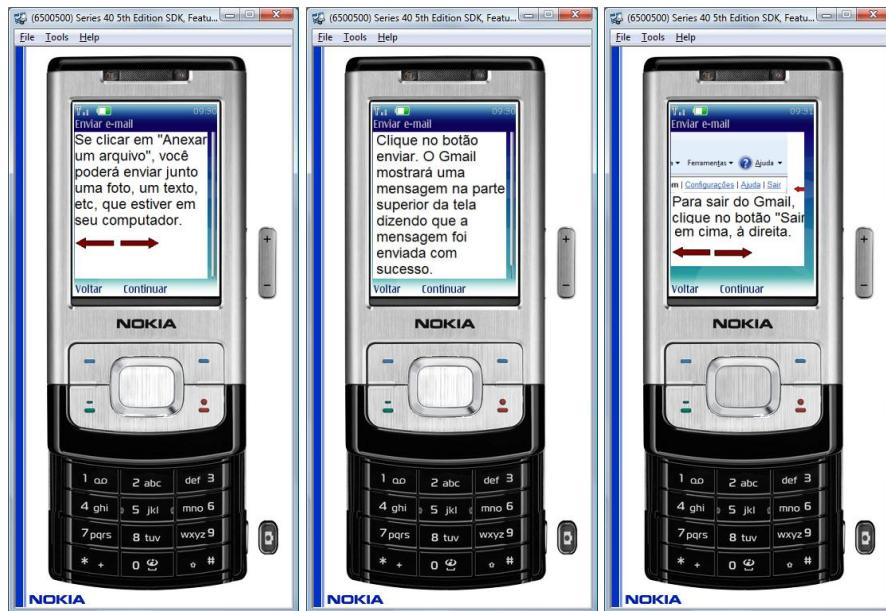 (6500500) Series 40 5th Edition SDK, Featu...
File Tools Help
09:30
Enviar e-mail
Se clicar em "Anexar
um arquivo", você
poderá enviar junto
uma foto, um texto,
etc, que estiver em
seu computador.
Voltar Continuar
NOKIA
1
2 abc
def 3
4 ghi
5 jkl
mno 6
7 pqrs
8 tuv
wxyz 9
* +
0
#
NOKIA
(6500500) Series 40 5th Edition SDK, Featu...
File Tools Help
09:30
Enviar e-mail
Clique no botão
enviar. O Gmail
mostrará uma
mensagem na parte
superior da tela
dizendo que a
mensagem foi
enviada com
sucesso.
Voltar Continuar
NOKIA
1
2 abc
def 3
4 ghi
5 jkl
mno 6
7 pqrs
8 tuv
wxyz 9
* +
0
#
NOKIA
(6500500) Series 40 5th Edition SDK, Featu...
File Tools Help
09:31
Enviar e-mail
Ferramentas Ajuda
m | Configurações | Ajuda | Sair
Para sair do Gmail,
clique no botão "Sair
em cima, à direita.
Voltar Continuar
NOKIA
1
2 abc
def 3
4 ghi
5 jkl
mno 6
7 pqrs
8 tuv
wxyz 9
* +
0
#
NOKIA